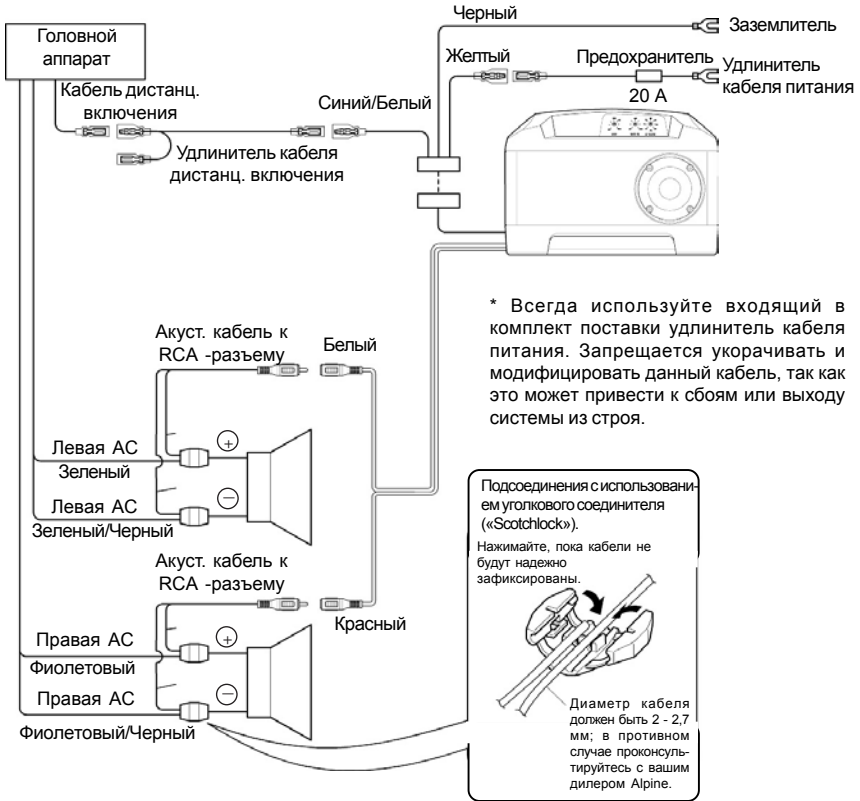 Черный
Заземлитель
Головной
аппарат
Желтый
Предохранитель
20 А
Удлинитель
кабеля питания
Кабель дистанц.
включения
Синий/Белый
Удлинитель кабеля
дистанц. включения
* Всегда используйте входящий в
комплект поставки удлинитель кабеля
питания. Запрещается укорачивать и
модифицировать данный кабель, так как
это может привести к сбоям или выходу
системы из строя.
Акуст. кабель к
RCA -разъему
Белый
Левая АС
Зеленый
Левая АС
Зеленый/Черный
+
−
Акуст. кабель к
RCA -разъему
Красный
Правая АС
Фиолетовый
Правая АС
Фиолетовый/Черный
+
−
Подсоединения с использовани-
ем уголкового соединителя
(«Scotchlock»).
Нажимайте, пока кабели не
будут надежно
зафиксированы.
Диаметр кабеля
должен быть 2 - 2,7
мм; в противном
случае проконсуль-
тируйтесь с вашим
дилером Alpine.